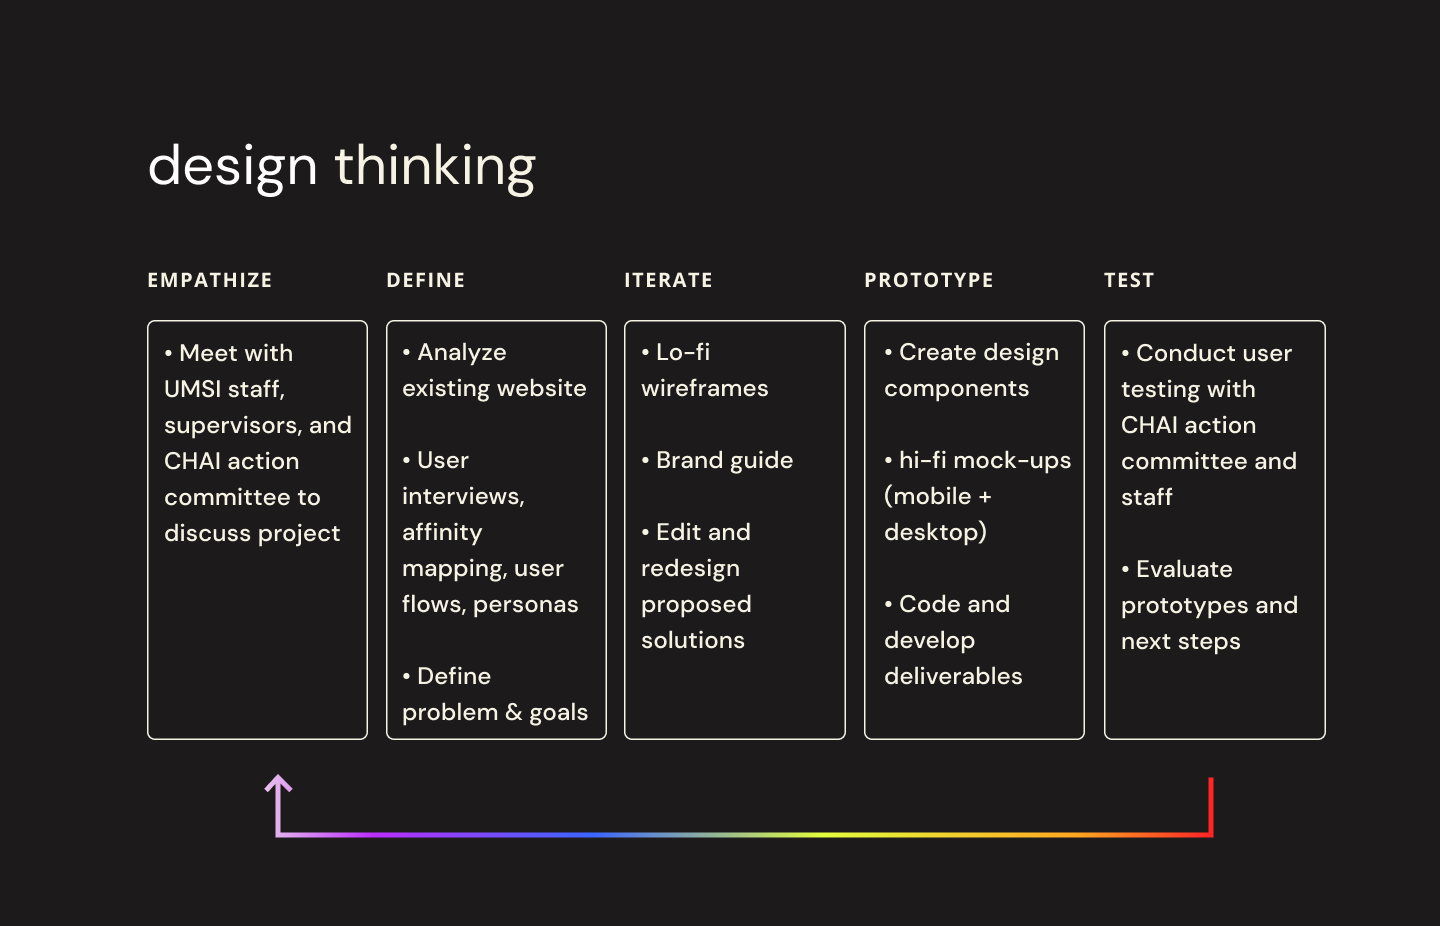 design thinking
EMPATHIZE
• Meet with
UMSI staff,
supervisors, and
CHAI action
committee to
discuss project
DEFINE
• Analyze
existing website
• User
interviews,
affinity
mapping, user
flows, personas
• Define
problem & goals
ITERATE
• Lo-fi
wireframes
• Brand guide
• Edit and
redesign
proposed
solutions
PROTOTYPE
• Create design
components
• hi-fi mock-ups
(mobile +
desktop)
• Code and
develop
deliverables
TEST
• Conduct user
testing with
CHAI action
committee and
staff
• Evaluate
prototypes and
next steps